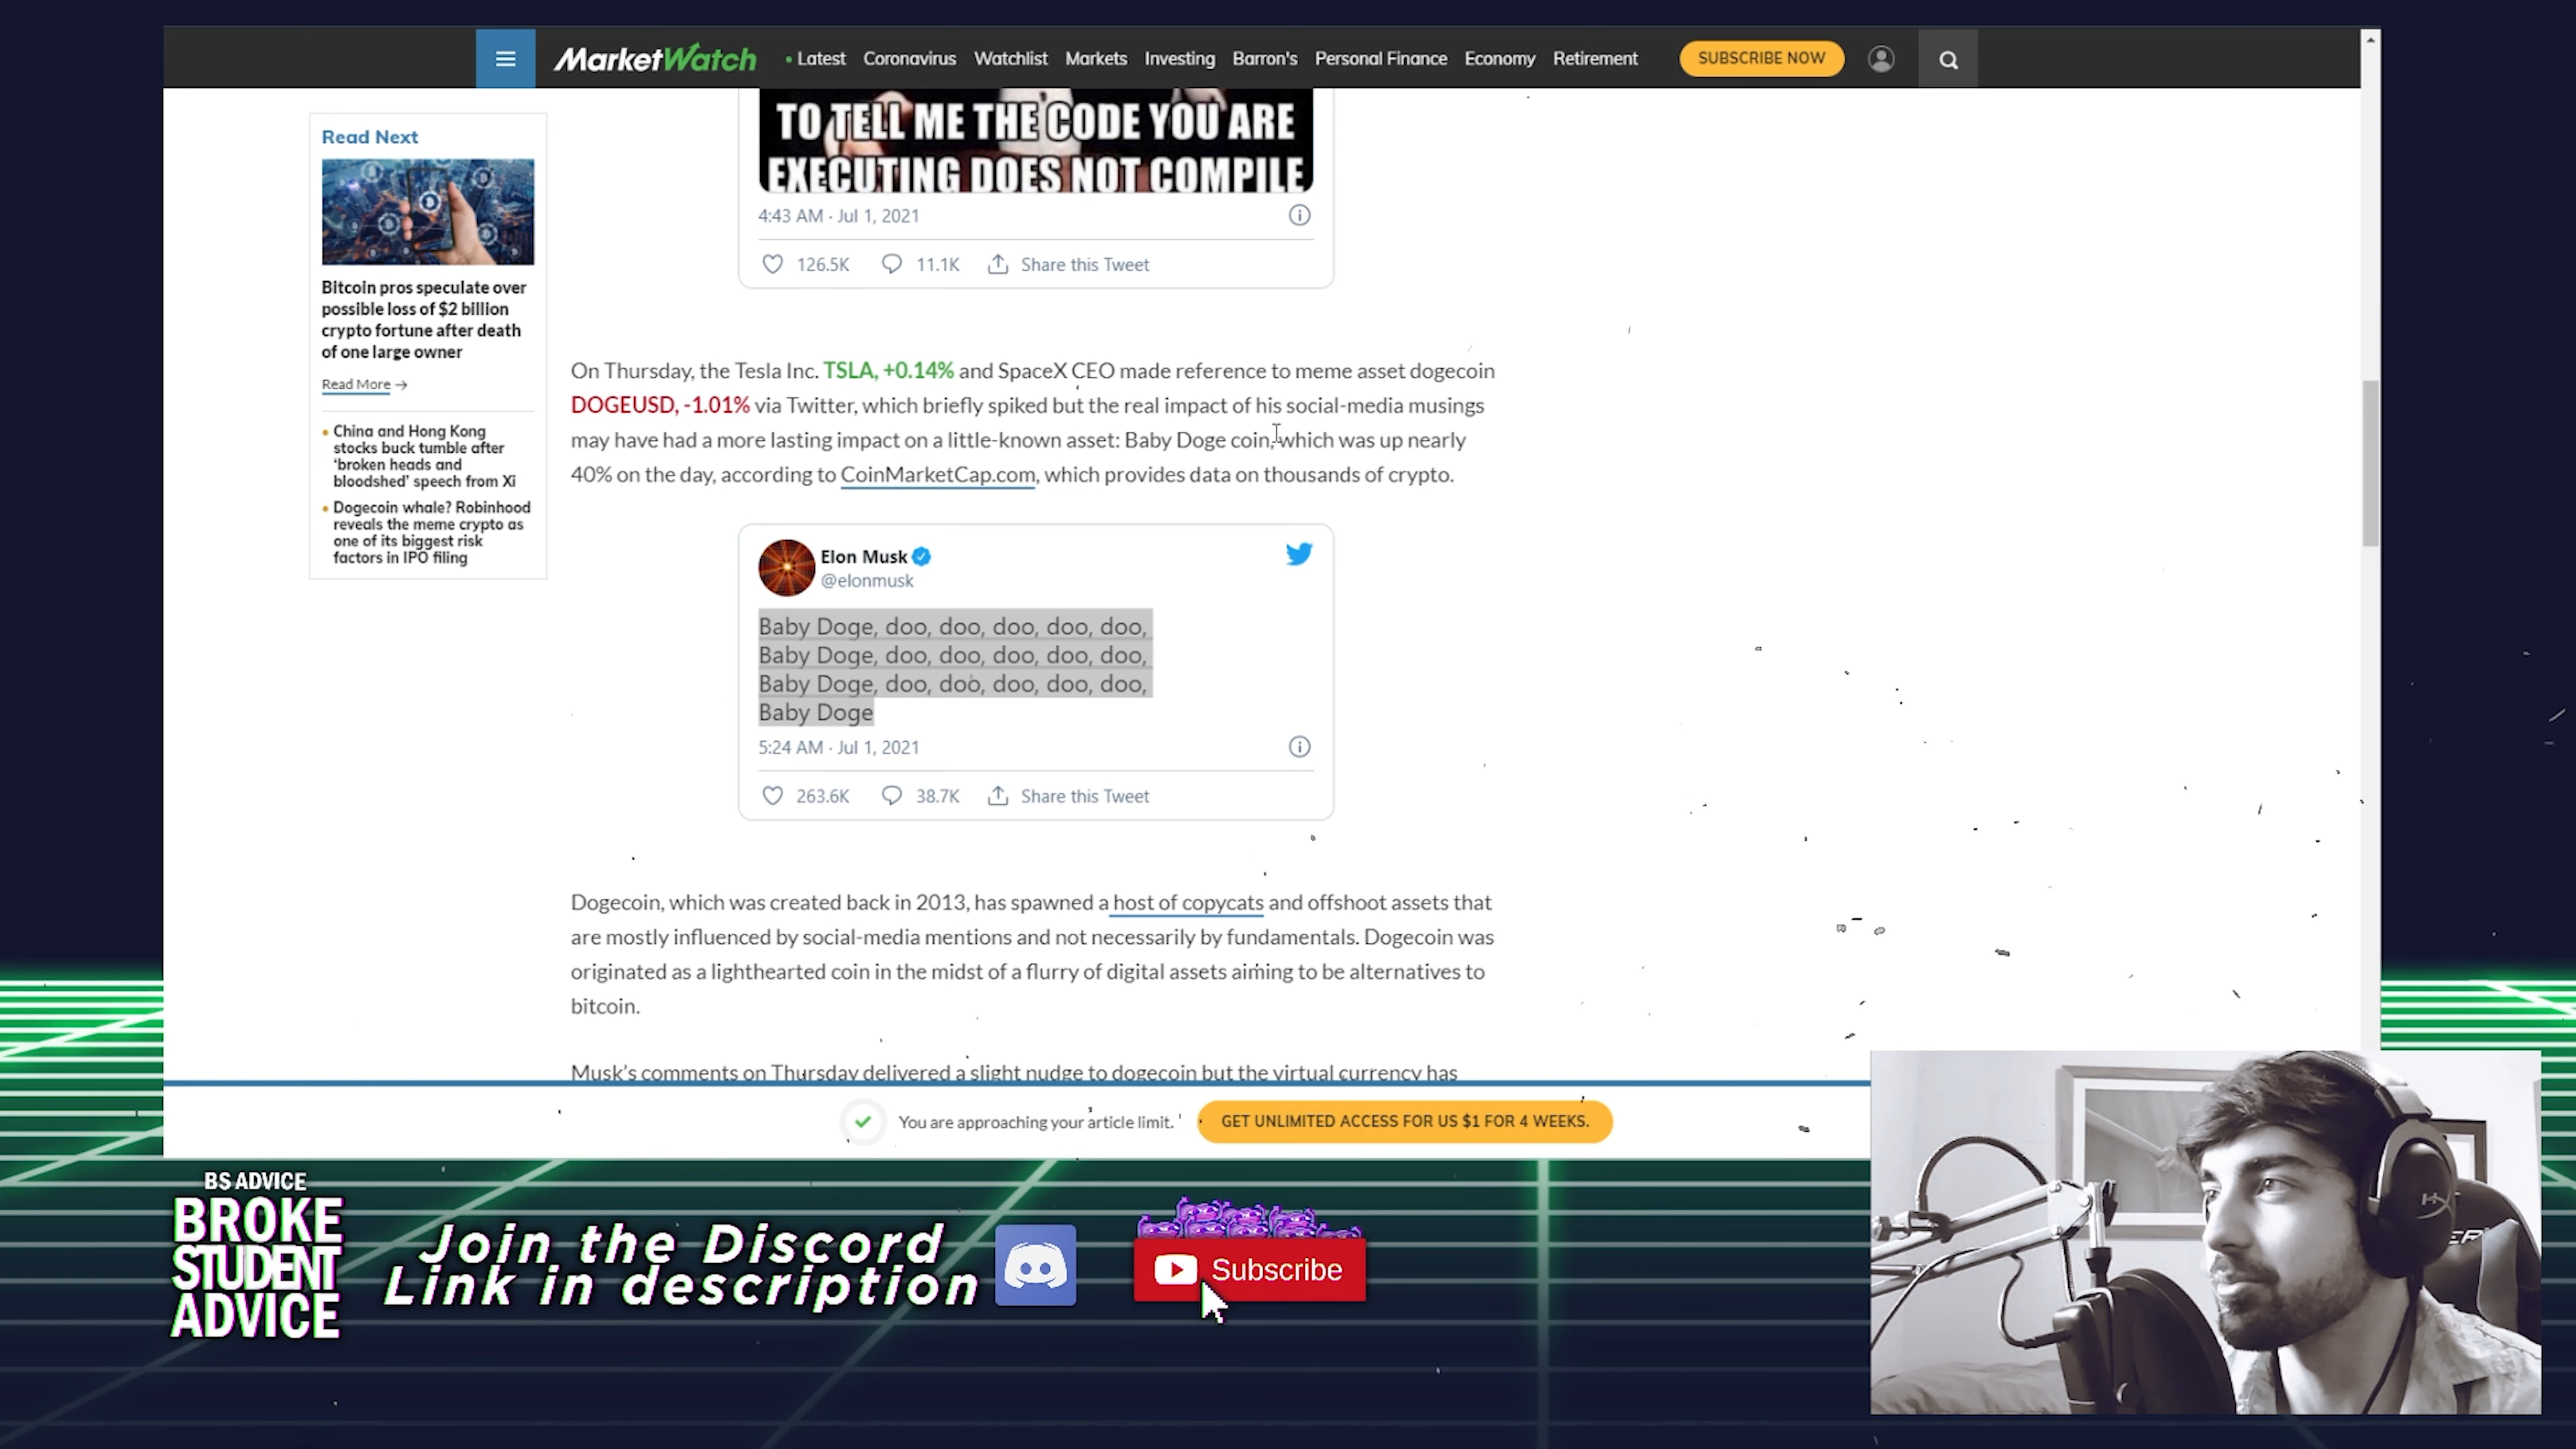 MarketWatch
• Latest Coronavirus Watchlist Markets Investing Barron's Personal Finance Economy Retirement
SUBSCRIBE NOW
Read Next
Bitcoin pros speculate over
possible loss of $2 billion
crypto fortune after death
of one large owner
Read More →
• China and Hong Kong
stocks buck tumble after
‘broken heads and
bloodshed’ speech from Xi
• Dogecoin whale? Robinhood
reveals the meme crypto as
one of its biggest risk
factors in IPO filing
TO TELL ME THE CODE YOU ARE
EXECUTING DOES NOT COMPILE
4:43 AM · Jul 1, 2021
126.5K 11.1K Share this Tweet
On Thursday, the Tesla Inc. TSLA, +0.14% and SpaceX CEO made reference to meme asset dogecoin
DOGEUSD, -1.01% via Twitter, which briefly spiked but the real impact of his social-media musings
may have had a more lasting impact on a little-known asset: Baby Doge coin, which was up nearly
40% on the day, according to CoinMarketCap.com, which provides data on thousands of crypto.
Elon Musk
@elonmusk
Baby Doge, doo, doo, doo, doo, doo,
Baby Doge, doo, doo, doo, doo, doo,
Baby Doge, doo, doo, doo, doo, doo,
Baby Doge
5:24 AM · Jul 1, 2021
263.6K 38.7K Share this Tweet
Dogecoin, which was created back in 2013, has spawned a host of copycats and offshoot assets that
are mostly influenced by social-media mentions and not necessarily by fundamentals. Dogecoin was
originated as a lighthearted coin in the midst of a flurry of digital assets aiming to be alternatives to
bitcoin.
Musk’s comments on Thursday delivered a slight nudge to dogecoin but the virtual currency has
You are approaching your article limit.
GET UNLIMITED ACCESS FOR US $1 FOR 4 WEEKS.
BS ADVICE
BROKE
STUDENT
ADVICE
Join the Discord
Link in description
Subscribe